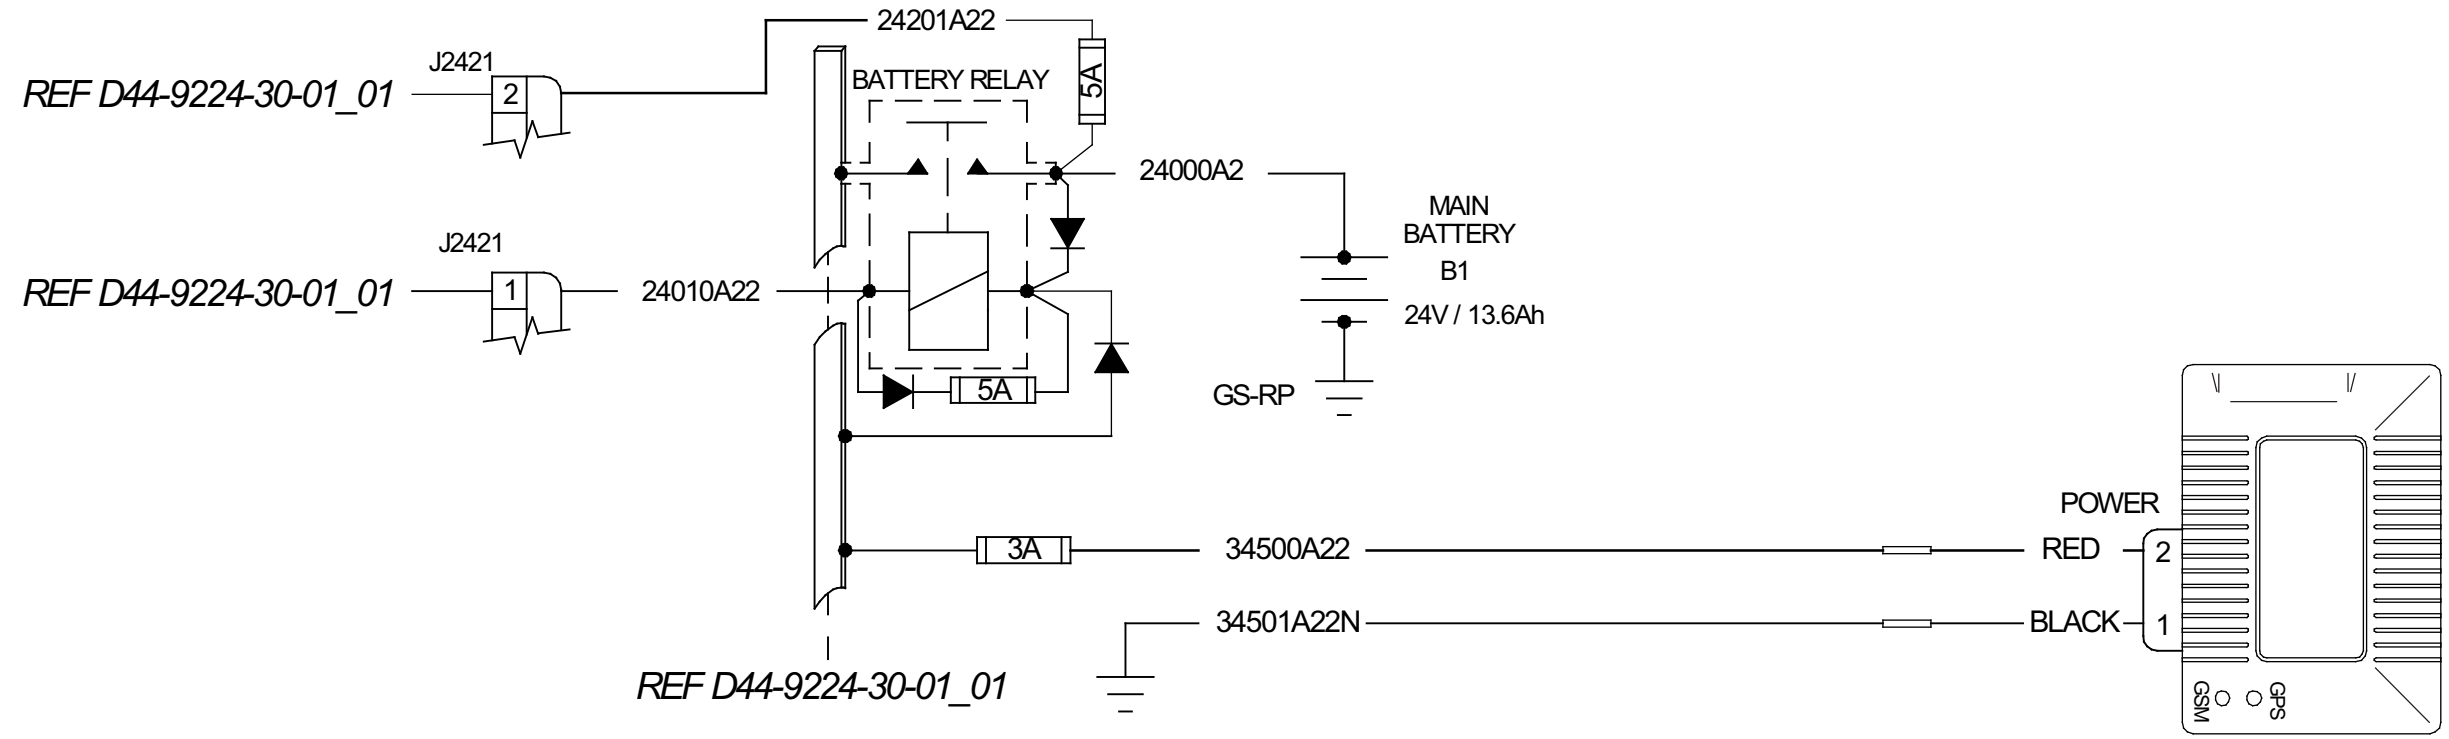 24201A22
J2421
REF D44-9224-30-01_01
2
BATTERY RELAY
5A
24000A2
MAIN
BATTERY
B1
24V / 13.6Ah
GS-RP
J2421
REF D44-9224-30-01_01
1
24010A22
5A
POWER
3A
34500A22
RED
2
34501A22N
BLACK
1
REF D44-9224-30-01_01
GSM
GPS